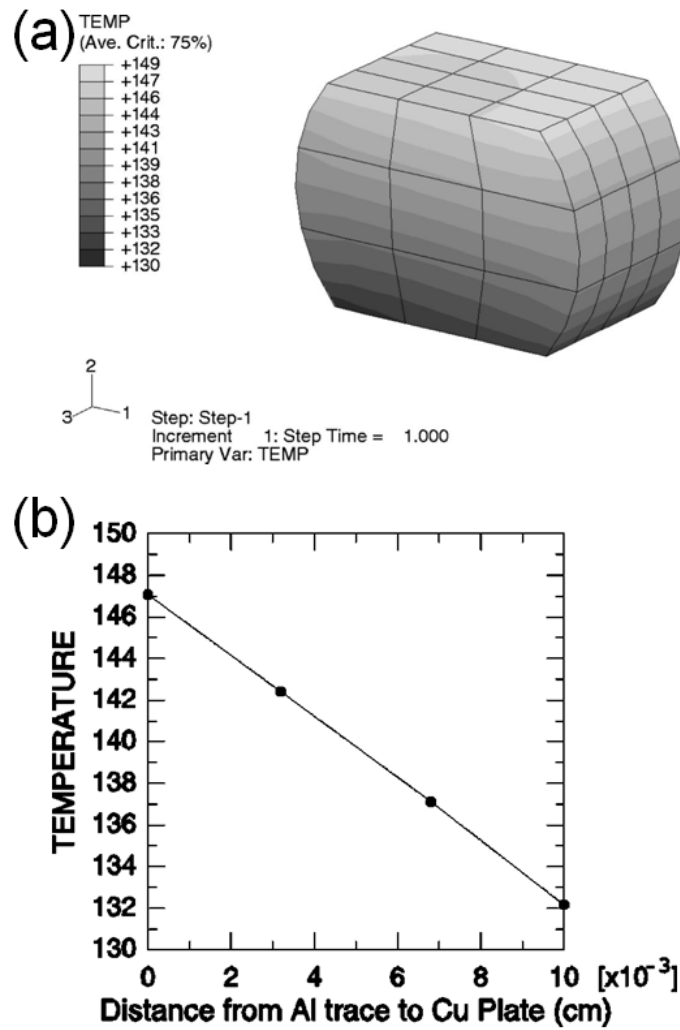 (a)
TEMP
(Ave. Crit.: 75%)
+149
+147
+146
+144
+143
+141
+139
+138
+136
+135
+133
+132
+130
2
3
1
Step: Step-1
Increment 1: Step Time = 1.000
Primary Var: TEMP
(b)
150
148
146
144
142
140
138
136
134
132
130
TEMPERATURE
0 2 4 6 8 10 [x10⁻³]
Distance from Al trace to Cu Plate (cm)